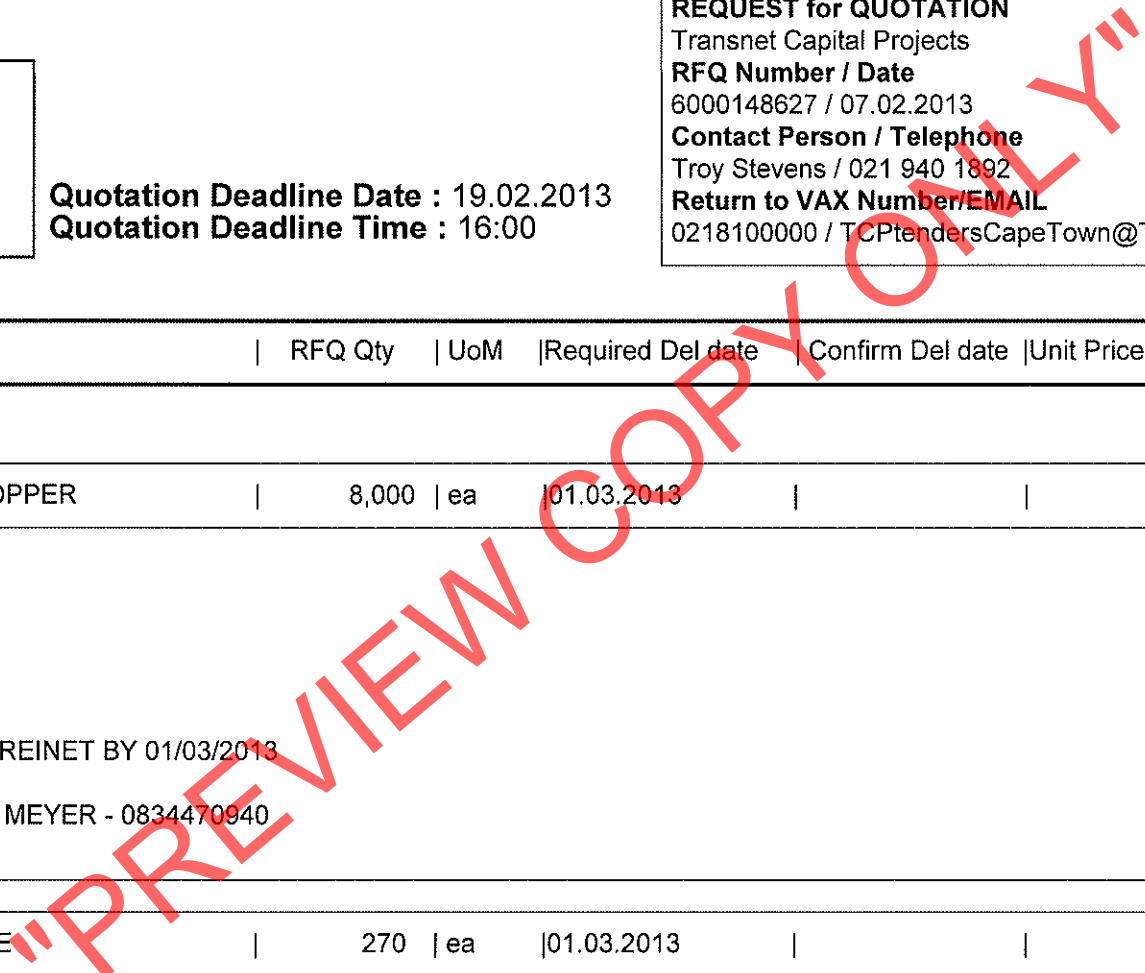 REQUEST for QUOTATION
Transnet Capital Projects
RFQ Number / Date
6000148627 / 07.02.2013
Contact Person / Telephone
Troy Stevens / 021 940 1892
Return to VAX Number/EMAIL
0218100000 / TCPtendersCapeTown@T
Quotation Deadline Date : 19.02.2013
Quotation Deadline Time : 16:00
| RFQ Qty | UoM |Required Del date | Confirm Del date |Unit Price
OPPER | 8,000 | ea |01.03.2013 | |
REINET BY 01/03/2013
MEYER - 0834470940
E | 270 | ea |01.03.2013 | |
"PREVIEW COPY ONLY"